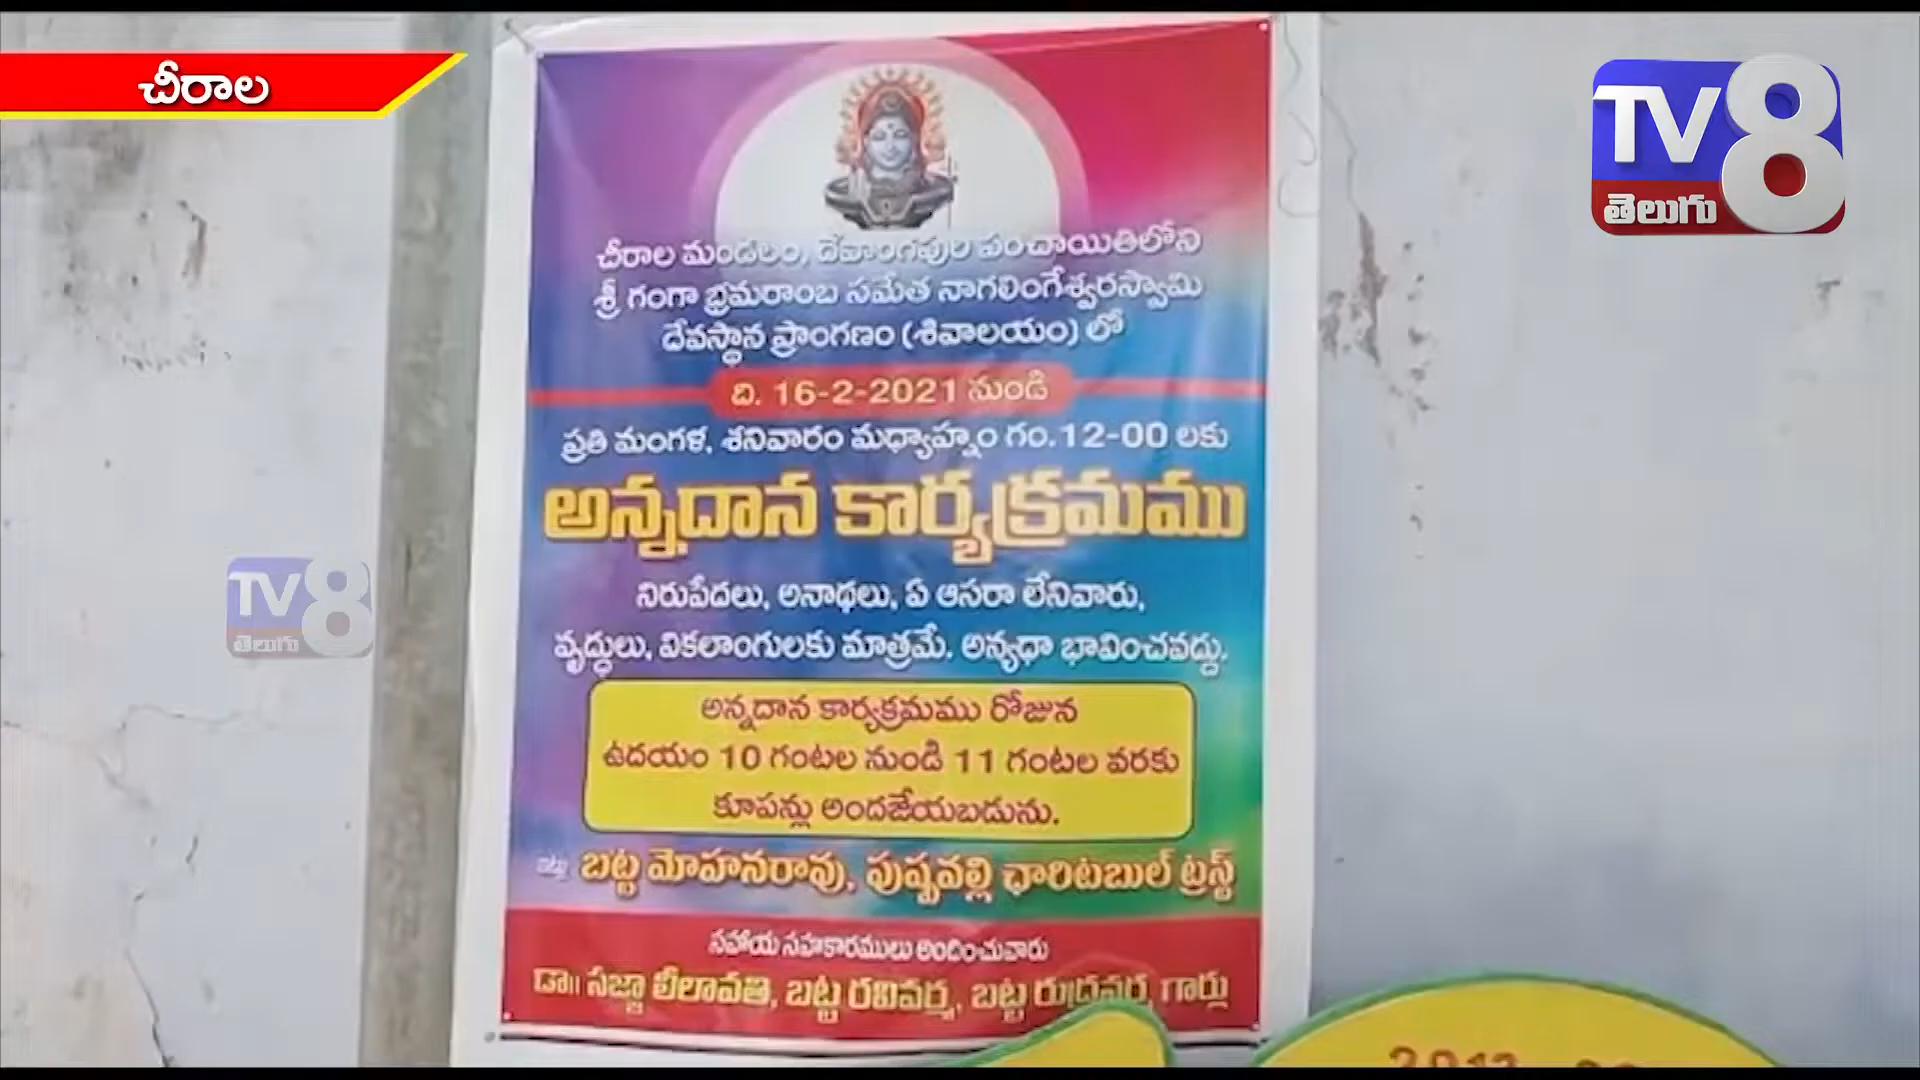 చీరాల
TV8
తెలుగు
చీరాల మండలం, దేవాంగపురి పంచాయితిలోని
శ్రీ గంగా భ్రమరాంబ సమేత నాగలింగేశ్వరస్వామి
దేవస్థాన ప్రాంగణం (శివాలయం) లో
ది. 16-2-2021 నుండి
ప్రతి మంగళ, శనివారం మధ్యాహ్నం గం.12-00 లకు
అన్నదాన కార్యక్రమము
నిరుపేదలు, అనాథలు, ఏ ఆసరా లేనివారు,
వృద్ధులు, వికలాంగులకు మాత్రమే. అన్యధా భావించవద్దు.
TV8
తెలుగు
అన్నదాన కార్యక్రమము రోజున
ఉదయం 10 గంటల నుండి 11 గంటల వరకు
కూపన్లు అందజేయబడును.
ఇట్లు బట్ట మోహనరావు, పుష్పవల్లి ఛారిటబుల్ ట్రస్ట్
సహాయ సహకారములు అందించువారు
డా॥ సజ్జా లీలావతి, బట్ట రవివర్మ, బట్ట రుద్రవర్మ గార్లు